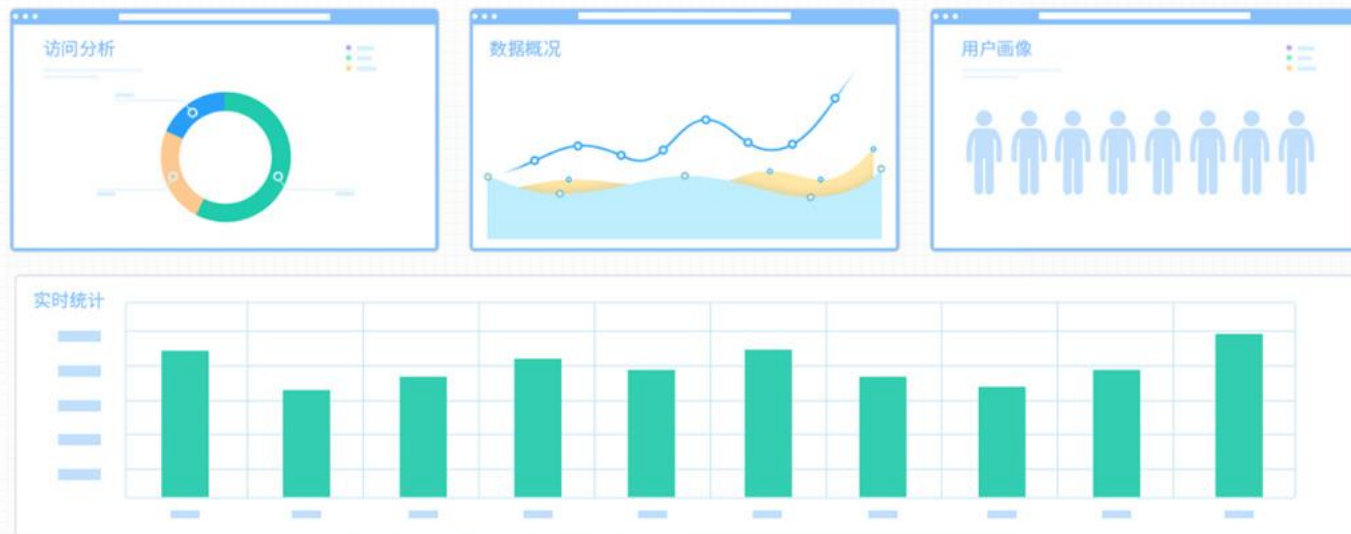 访问分析
数据概况
用户画像
实时统计